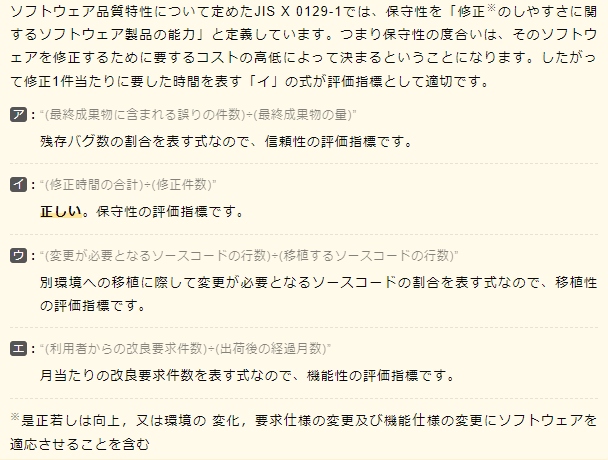 ソフトウェア品質特性について定めたJIS X 0129-1では、保守性を「修正※のしやすさに関
するソフトウェア製品の能力」と定義しています。つまり保守性の度合いは、そのソフトウ
ェアを修正するために要するコストの高低によって決まるということになります。したがっ
て修正1件当たりに要した時間を表す「イ」の式が評価指標として適切です。
ア：“(最終成果物に含まれる誤りの件数)÷(最終成果物の量)”
残存バグ数の割合を表す式なので、信頼性の評価指標です。
イ：“(修正時間の合計)÷(修正件数)”
正しい。保守性の評価指標です。
ウ：“(変更が必要となるソースコードの行数)÷(移植するソースコードの行数)”
別環境への移植に際して変更が必要となるソースコードの割合を表す式なので、移植性
の評価指標です。
エ：“(利用者からの改良要求件数)÷(出荷後の経過月数)”
月当たりの改良要求件数を表す式なので、機能性の評価指標です。
※是正若しは向上，又は環境の 変化，要求仕様の変更及び機能仕様の変更にソフトウェアを
適応させることを含む